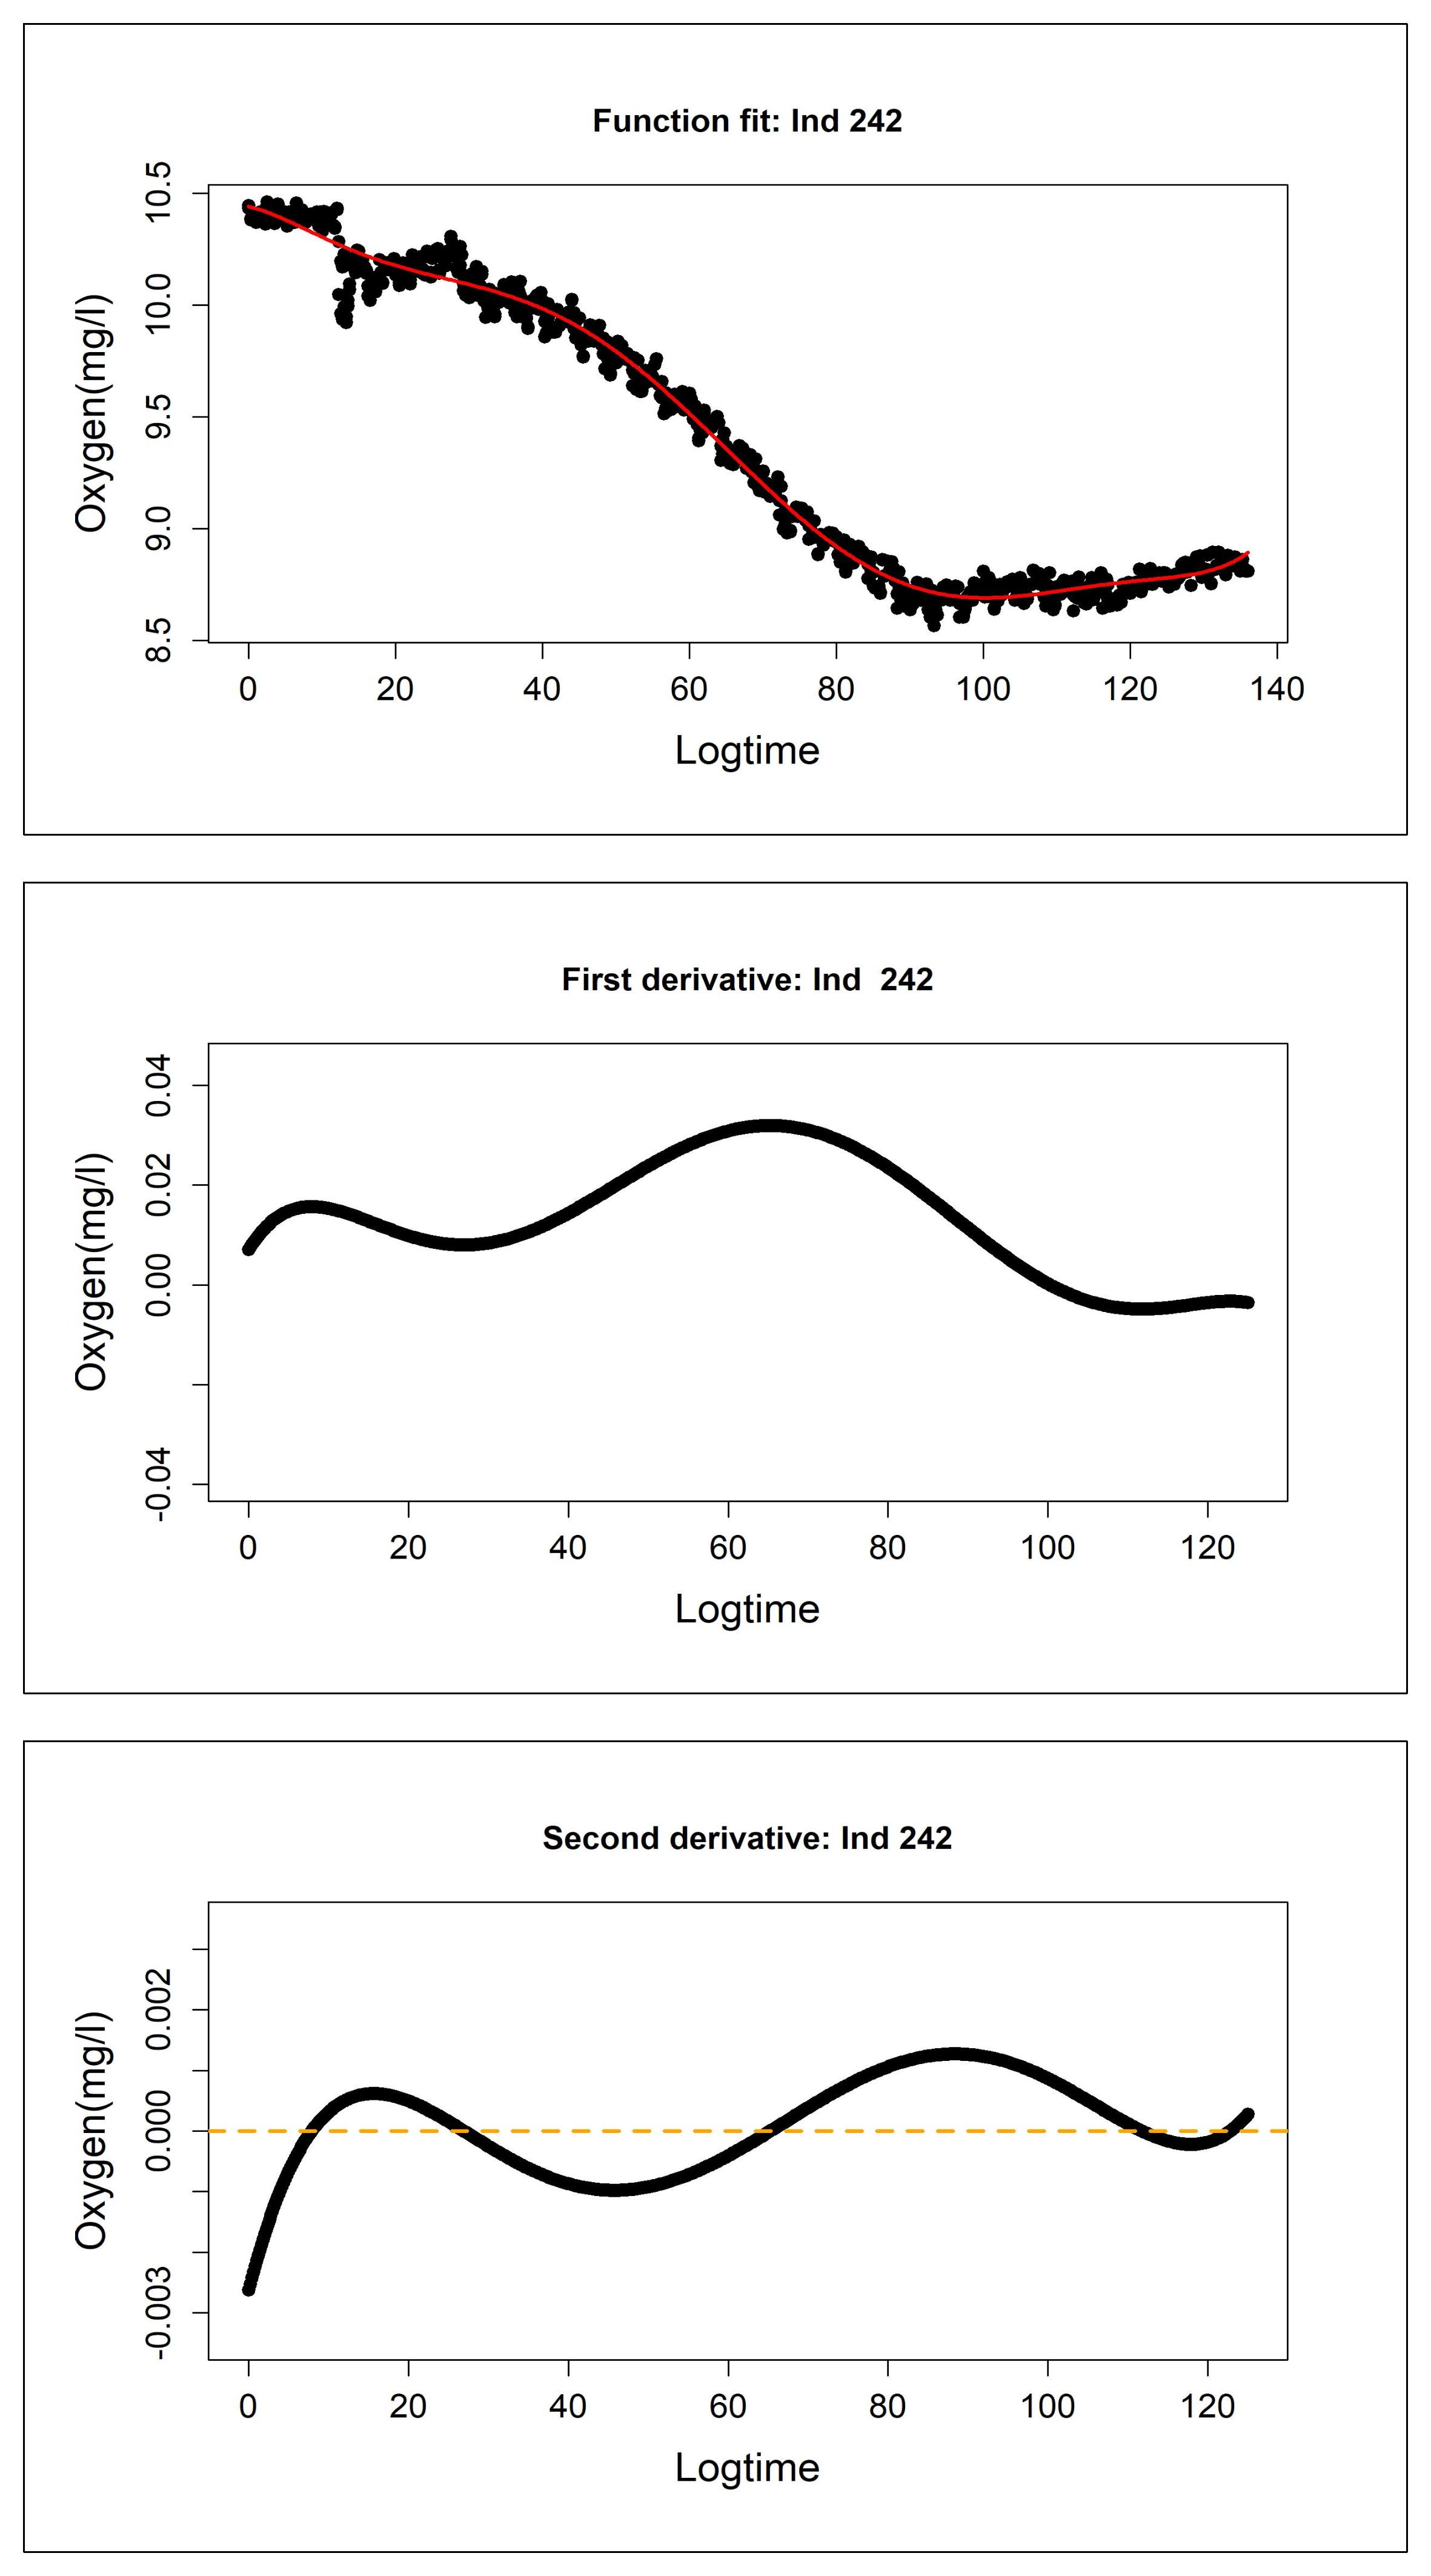 Function fit: Ind 242
Oxygen(mg/l)
10.5
10.0
9.5
9.0
8.5
0 20 40 60 80 100 120 140
Logtime
First derivative: Ind  242
Oxygen(mg/l)
0.04
0.02
0.00
-0.04
0 20 40 60 80 100 120
Logtime
Second derivative: Ind 242
Oxygen(mg/l)
0.002
0.000
-0.003
0 20 40 60 80 100 120
Logtime